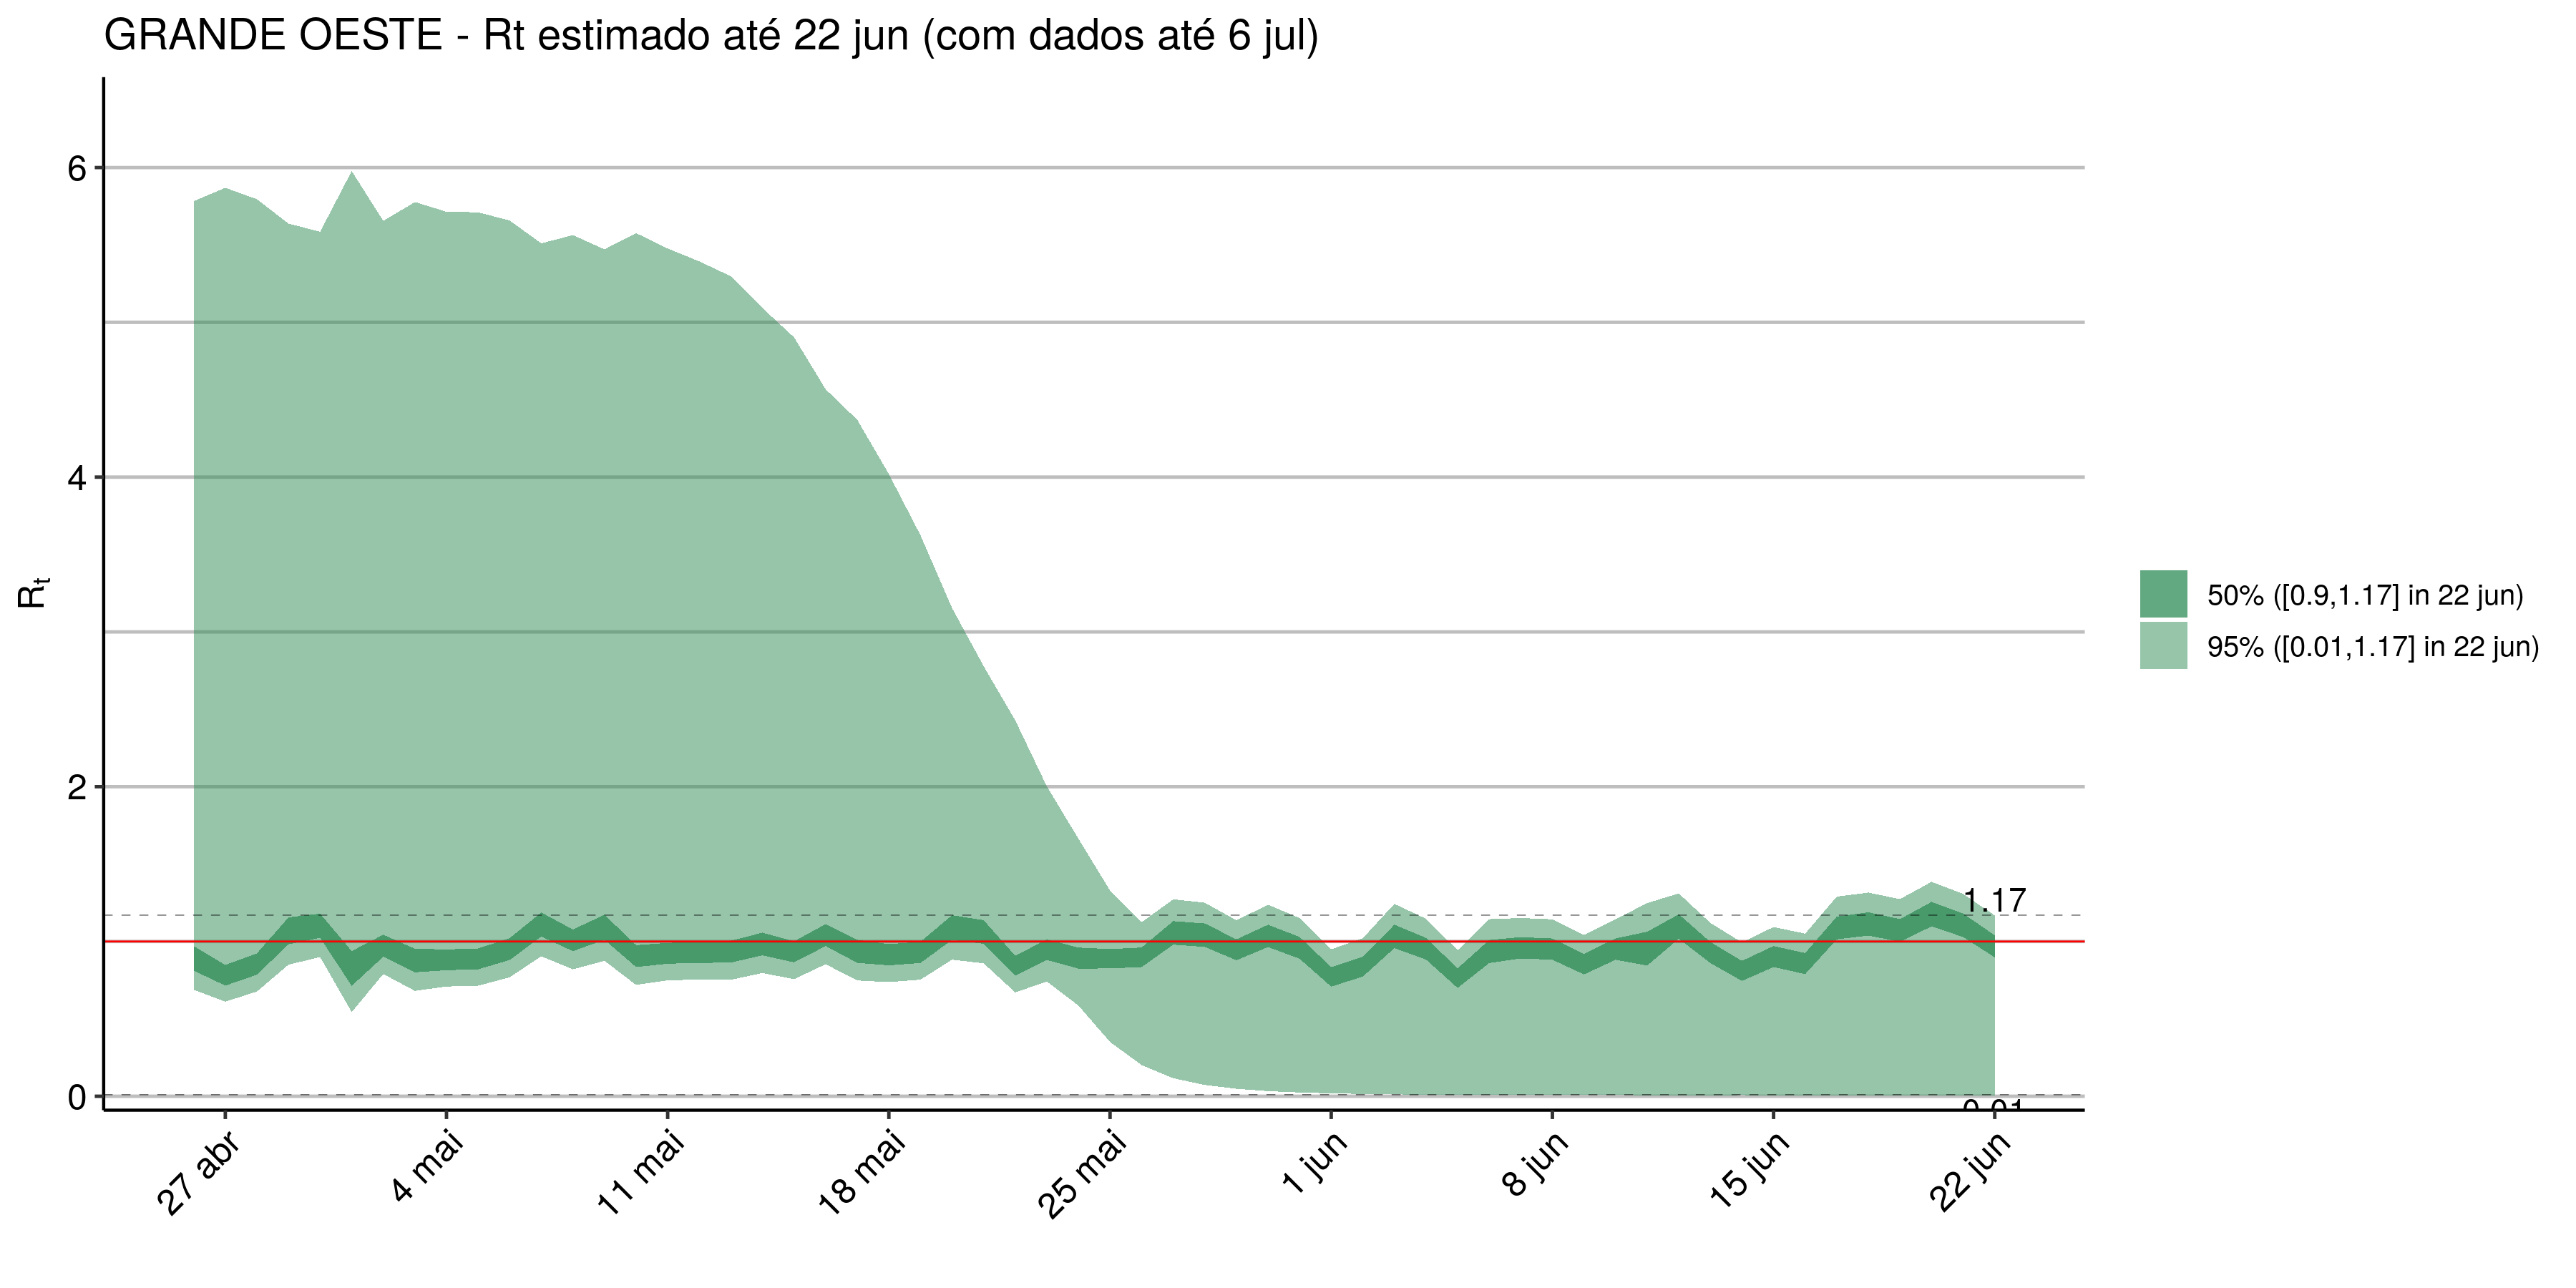 GRANDE OESTE - Rt estimado até 22 jun (com dados até 6 jul)
6
4
2
0
Rt
1.17
0.01
27 abr
4 mai
11 mai
18 mai
25 mai
1 jun
8 jun
15 jun
22 jun
50% ([0.9,1.17] in 22 jun)
95% ([0.01,1.17] in 22 jun)